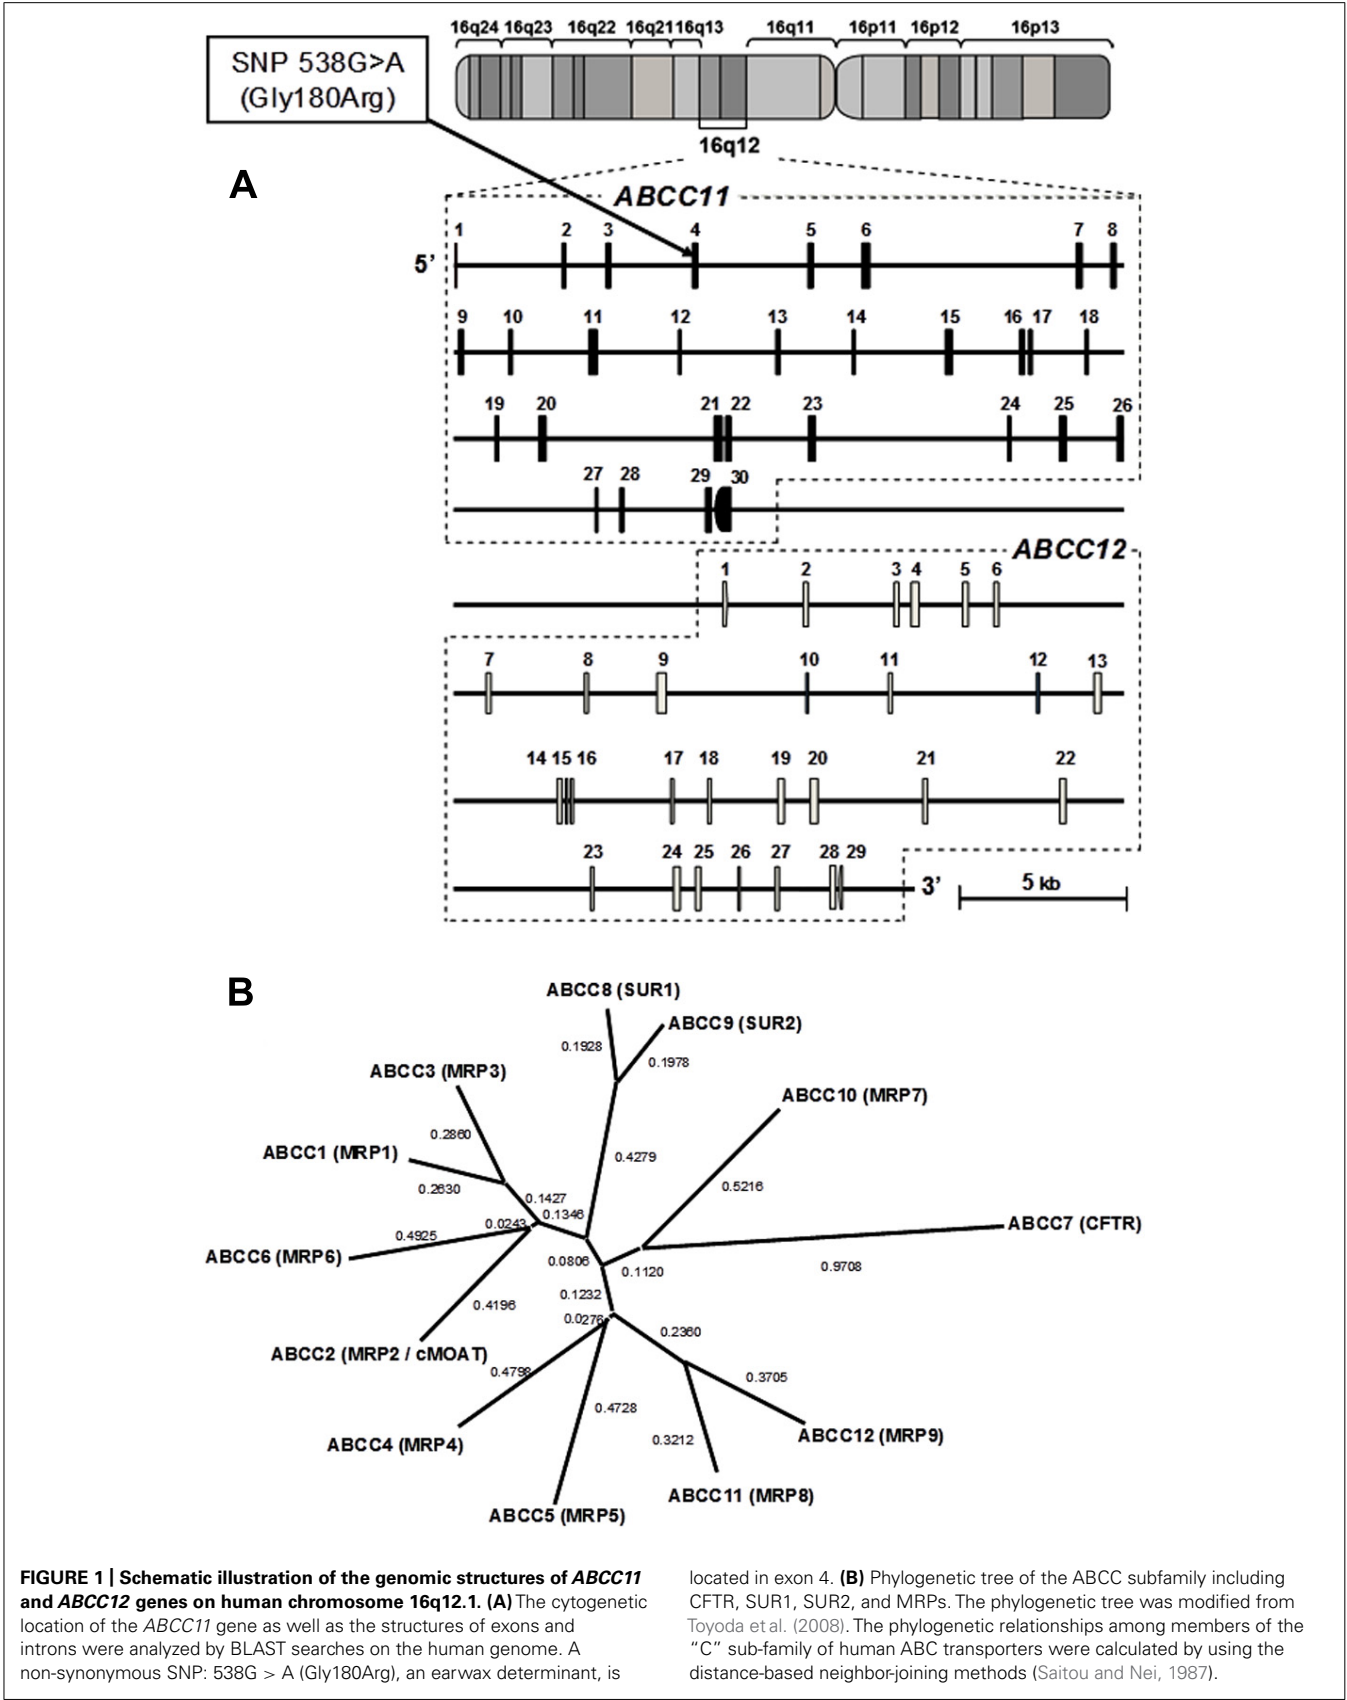 16q24 16q23 16q22 16q21 16q13 16q11 16p11 16p12 16p13
SNP 538G>A
(Gly180Arg)
16q12
A
ABCC11
1 2 3 4 5 6 7 8
5’
9 10 11 12 13 14 15 16 17 18
19 20 21 22 23 24 25 26
27 28 29 30
ABCC12
1 2 3 4 5 6
7 8 9 10 11 12 13
14 15 16 17 18 19 20 21 22
23 24 25 26 27 28 29
3’
5 kb
B
ABCC8 (SUR1)
ABCC9 (SUR2)
0.1928
0.1978
ABCC3 (MRP3)
ABCC10 (MRP7)
0.2860
ABCC1 (MRP1)
0.4279
0.2630
0.5216
0.1427
0.1346
0.0243
ABCC7 (CFTR)
0.4925
ABCC6 (MRP6)
0.0806
0.1120
0.9708
0.1232
0.4196
0.0276
0.2360
ABCC2 (MRP2 / cMOAT)
0.4798
0.3705
0.4728
ABCC12 (MRP9)
0.3212
ABCC4 (MRP4)
ABCC11 (MRP8)
ABCC5 (MRP5)
FIGURE 1 | Schematic illustration of the genomic structures of ABCC11
and ABCC12 genes on human chromosome 16q12.1. (A) The cytogenetic
location of the ABCC11 gene as well as the structures of exons and
introns were analyzed by BLAST searches on the human genome. A
non-synonymous SNP: 538G > A (Gly180Arg), an earwax determinant, is
located in exon 4. (B) Phylogenetic tree of the ABCC subfamily including
CFTR, SUR1, SUR2, and MRPs. The phylogenetic tree was modified from
Toyoda et al. (2008). The phylogenetic relationships among members of the
“C” sub-family of human ABC transporters were calculated by using the
distance-based neighbor-joining methods (Saitou and Nei, 1987).